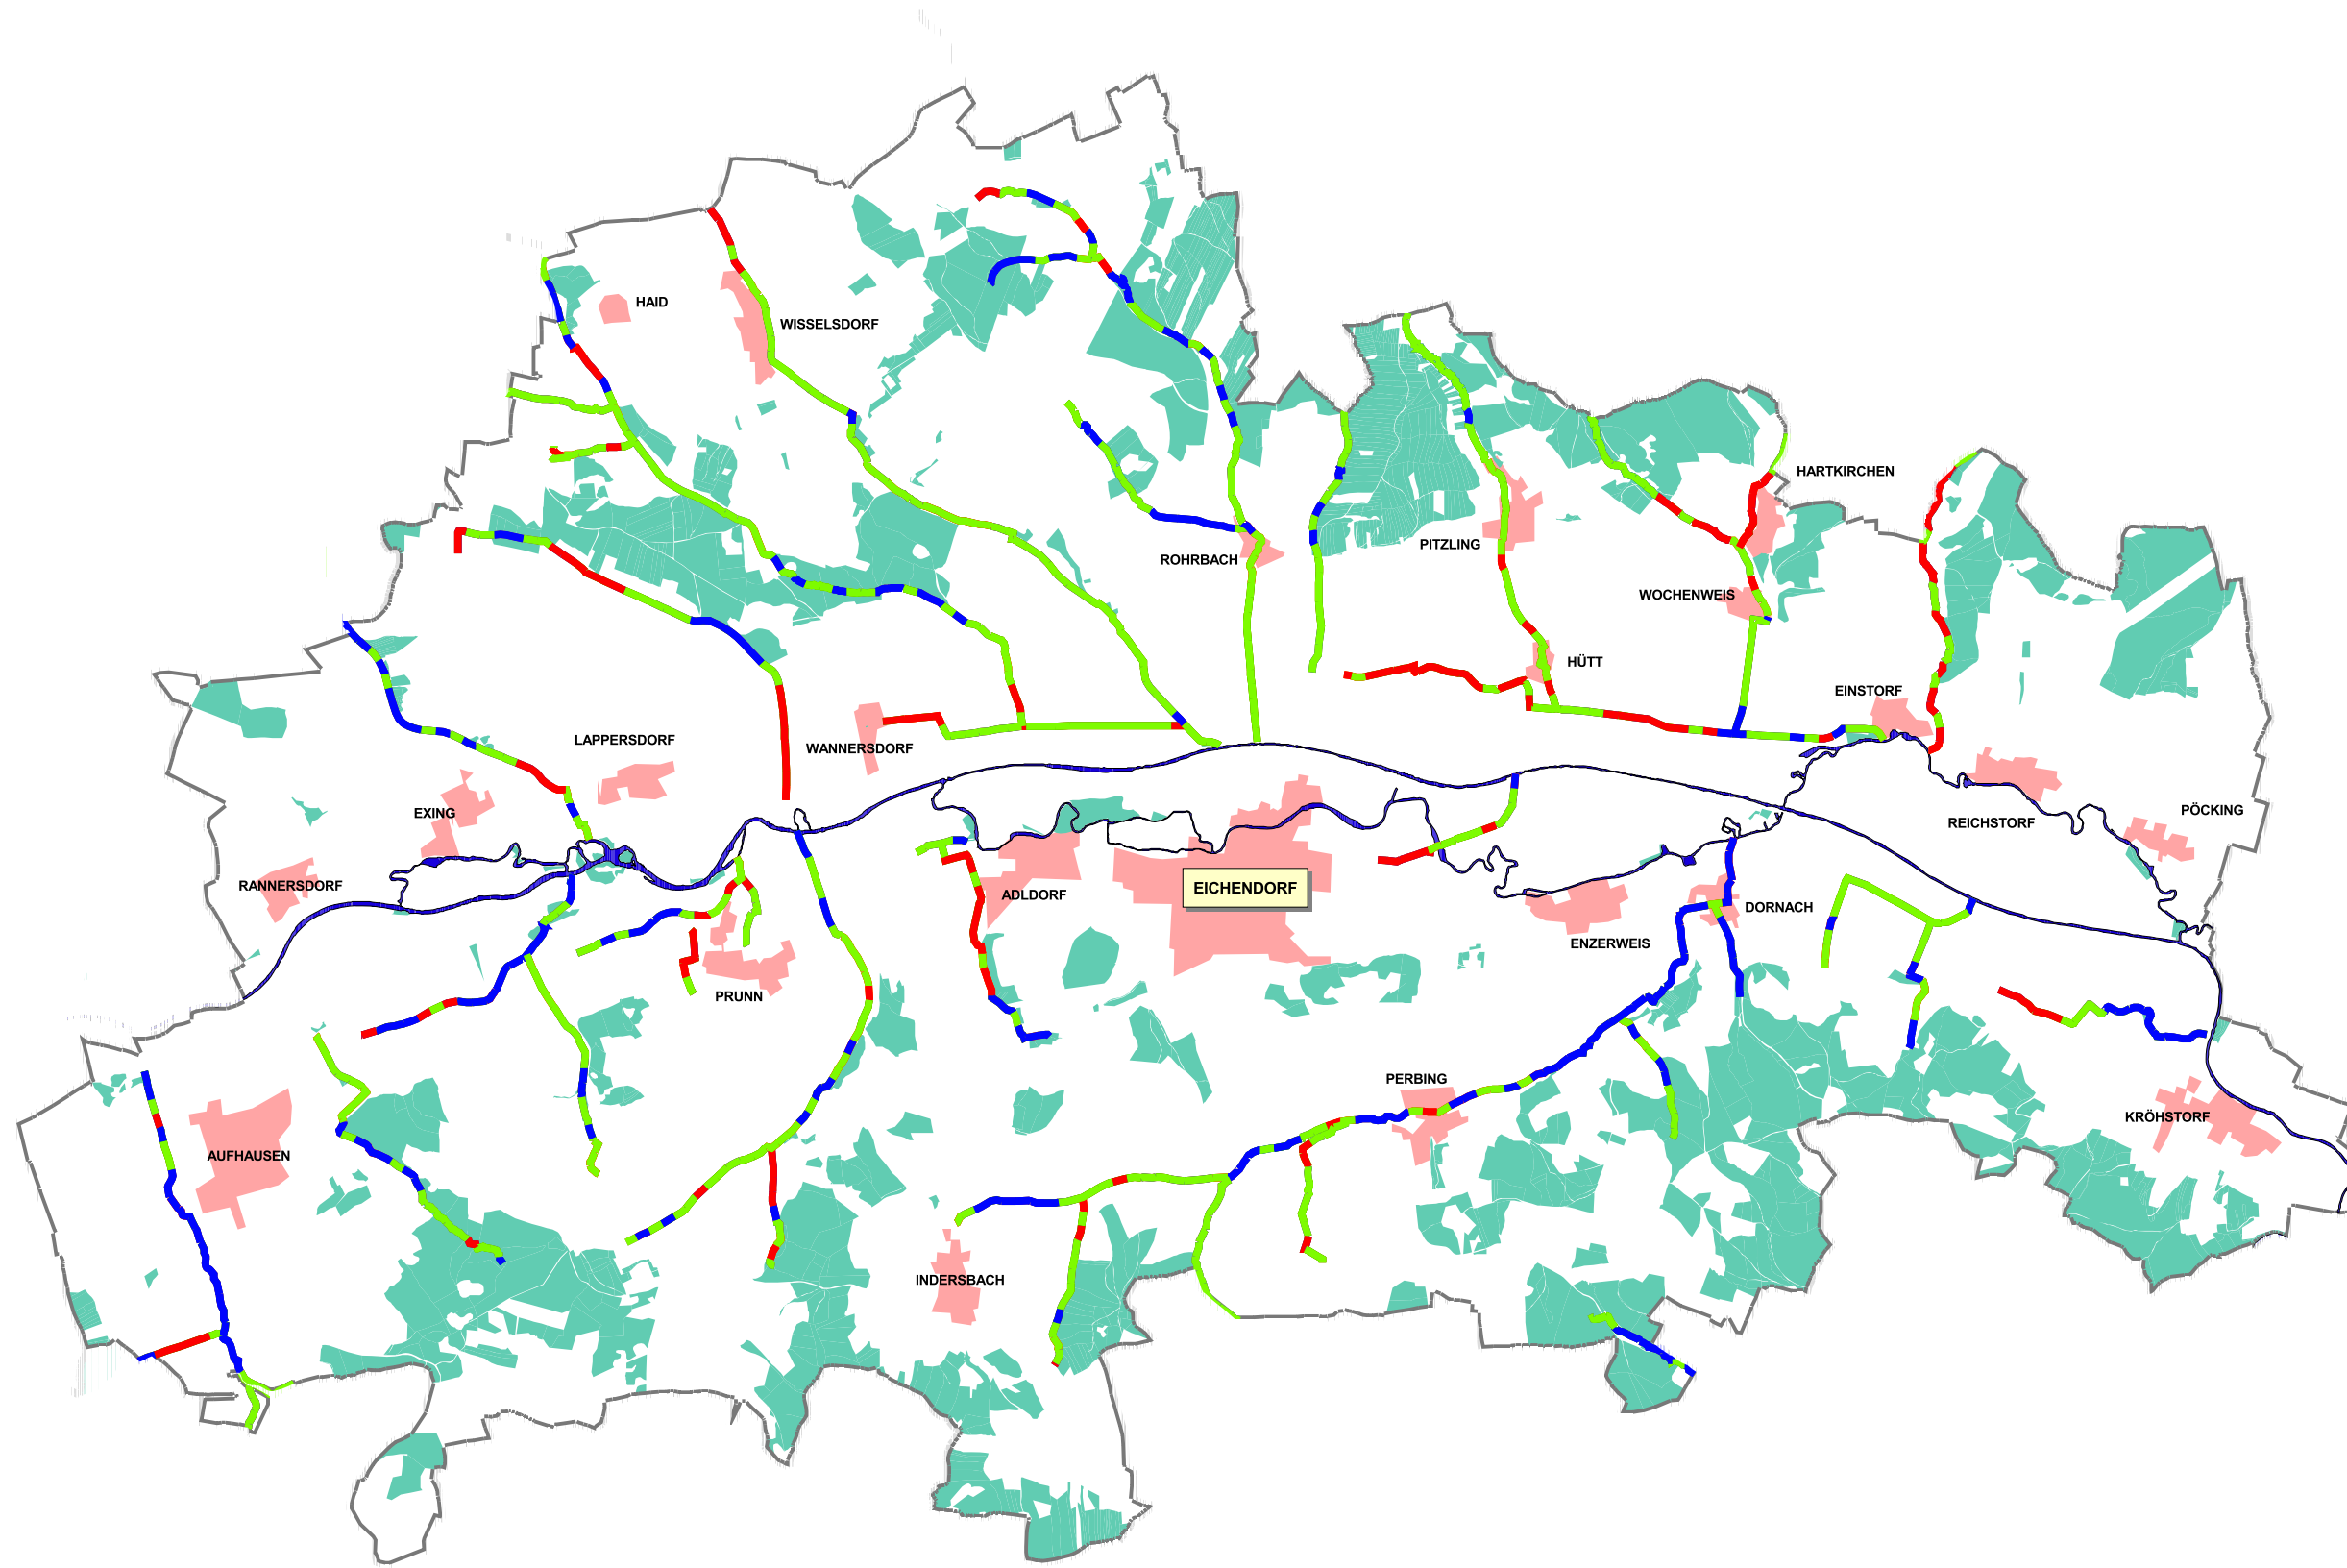 HAID
WISSELSDORF
HARTKIRCHEN
PITZLING
ROHRBACH
WOCHENWEIS
HÜTT
EINSTORF
LAPPERSDORF
WANNERSDORF
EXING
PÖCKING
REICHSTORF
RANNERSDORF
EICHENDORF
ADLDORF
DORNACH
ENZERWEIS
PRUNN
PERBING
KRÖHSTORF
AUFHAUSEN
INDERSBACH